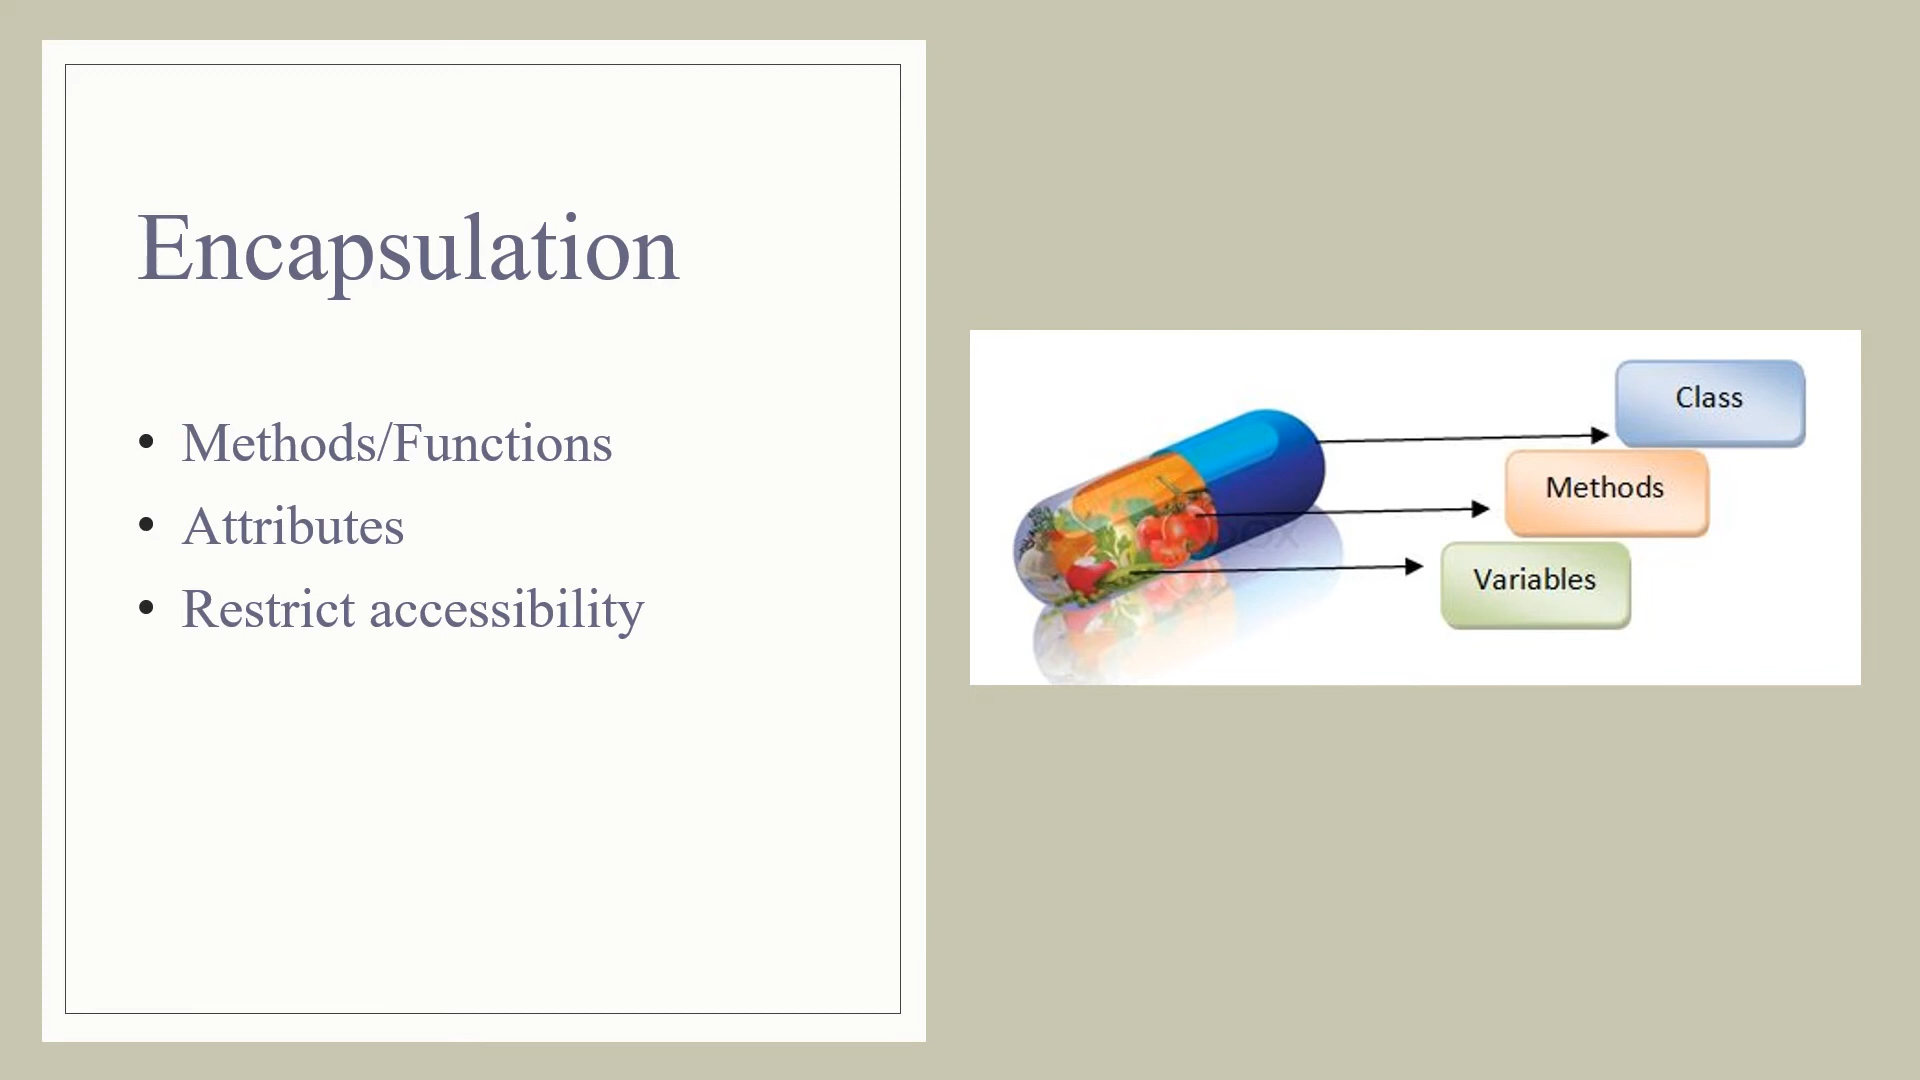 Encapsulation
• Methods/Functions
• Attributes
• Restrict accessibility
Class
Methods
Variables